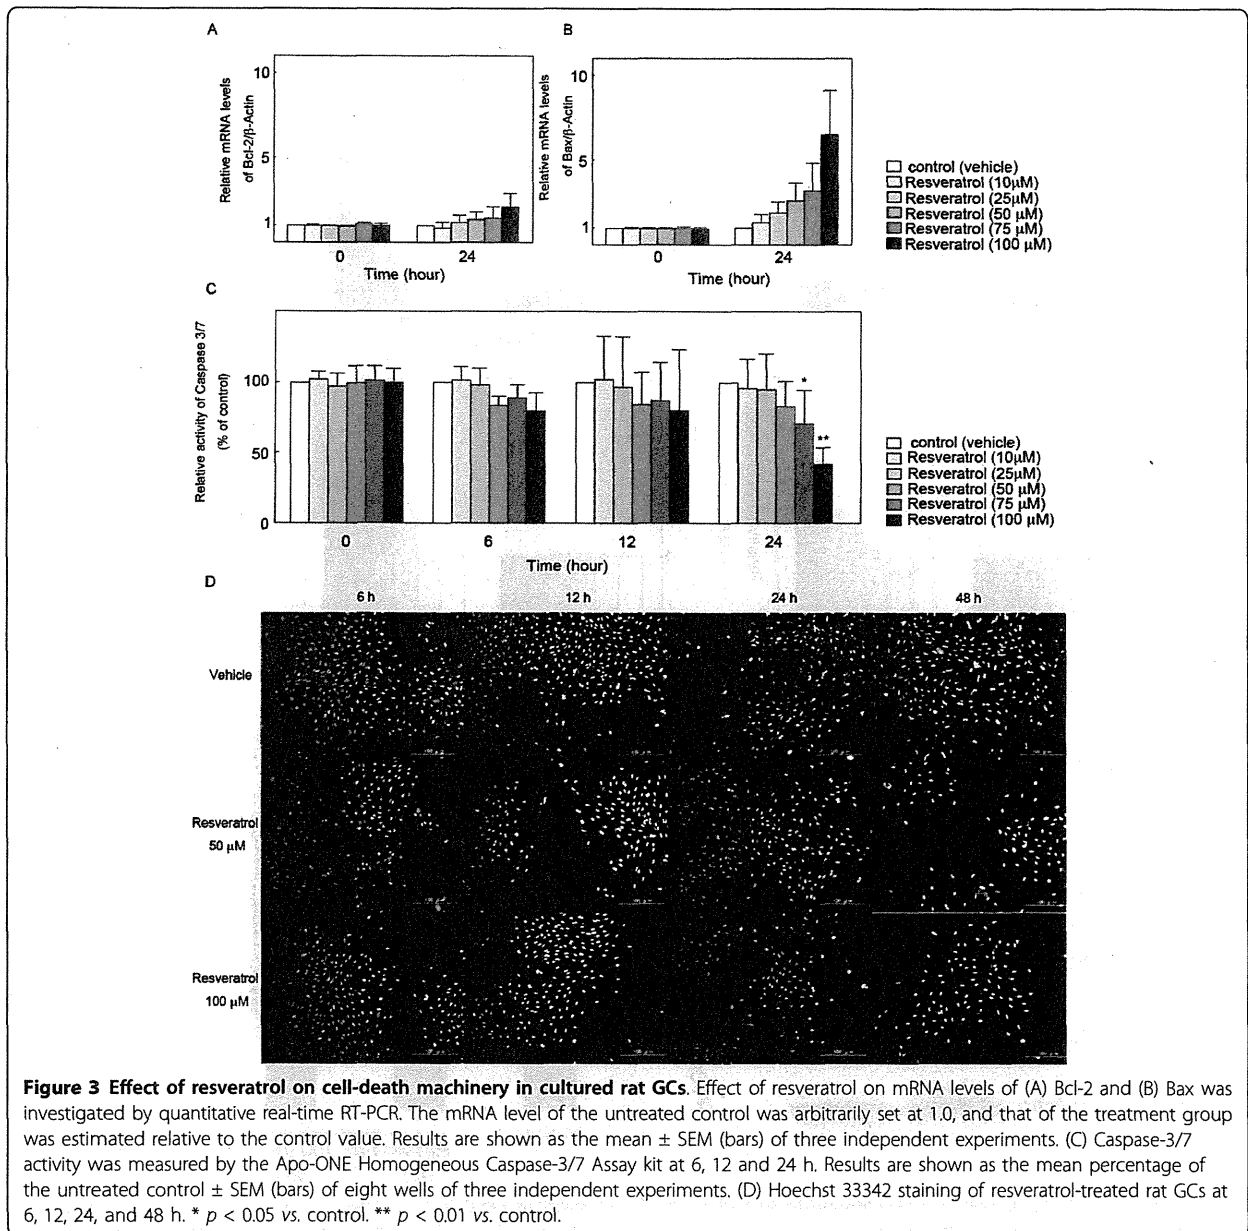 A
Relative mRNA levels
of Bcl-2/β-Actin
10
5
1
0
24
Time (hour)
B
Relative mRNA levels
of Bax/β-Actin
10
5
1
0
24
Time (hour)
control (vehicle)
Resveratrol (10μM)
Resveratrol (25μM)
Resveratrol (50 μM)
Resveratrol (75 μM)
Resveratrol (100 μM)
C
Relative activity of Caspase 3/7
(% of control)
100
50
0
*
**
0
6
12
24
Time (hour)
control (vehicle)
Resveratrol (10μM)
Resveratrol (25μM)
Resveratrol (50 μM)
Resveratrol (75 μM)
Resveratrol (100 μM)
D
6 h
12 h
24 h
48 h
Vehicle
Resveratrol
50 μM
Resveratrol
100 μM
Figure 3 Effect of resveratrol on cell-death machinery in cultured rat GCs. Effect of resveratrol on mRNA levels of (A) Bcl-2 and (B) Bax was
investigated by quantitative real-time RT-PCR. The mRNA level of the untreated control was arbitrarily set at 1.0, and that of the treatment group
was estimated relative to the control value. Results are shown as the mean ± SEM (bars) of three independent experiments. (C) Caspase-3/7
activity was measured by the Apo-ONE Homogeneous Caspase-3/7 Assay kit at 6, 12 and 24 h. Results are shown as the mean percentage of
the untreated control ± SEM (bars) of eight wells of three independent experiments. (D) Hoechst 33342 staining of resveratrol-treated rat GCs at
6, 12, 24, and 48 h. * p < 0.05 vs. control. ** p < 0.01 vs. control.